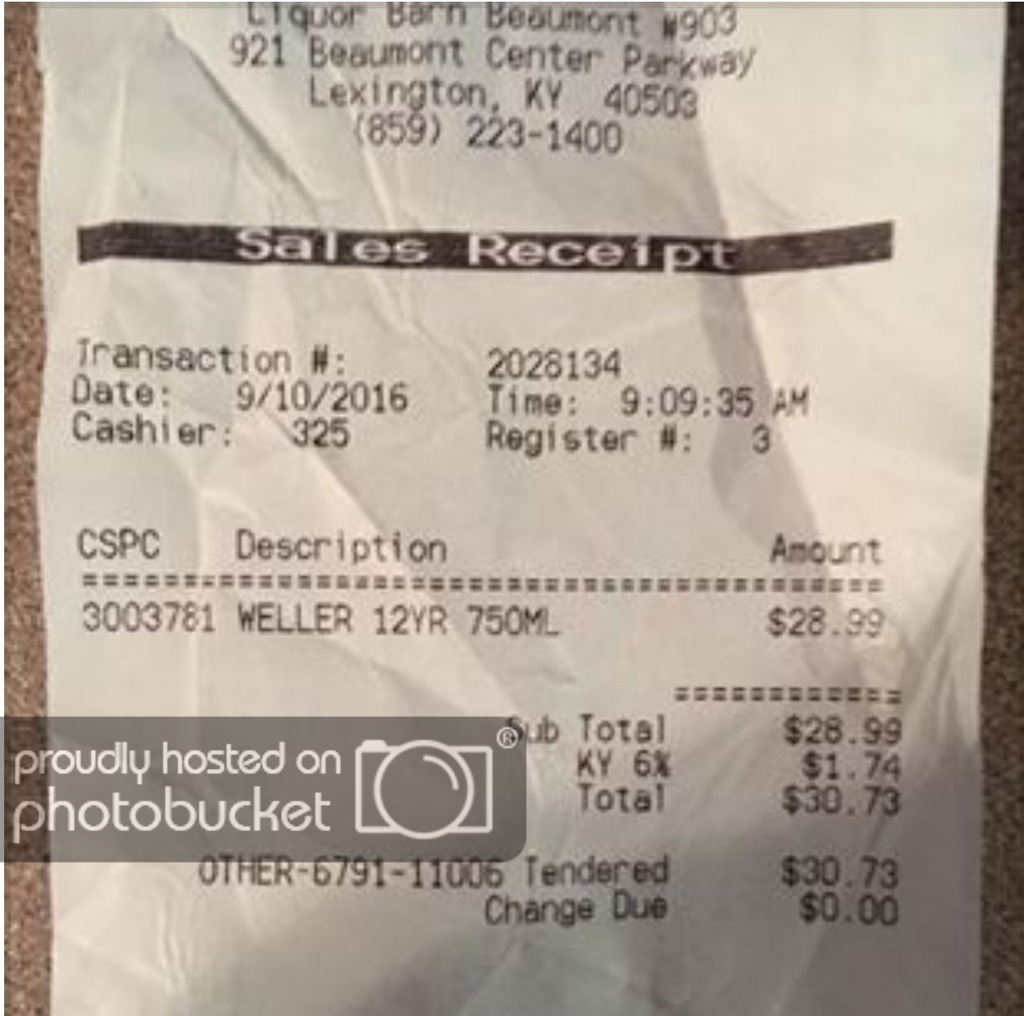 Liquor Barn Beaumont #903
921 Beaumont Center Parkway
Lexington, KY 40503
(859) 223-1400
Sales Receipt
Transaction #: 2028134
Date: 9/10/2016 Time: 9:09:35 AM
Cashier: 325 Register #: 3
CSPC Description Amount
========================================
3003781 WELLER 12YR 750ML $28.99
============
Sub Total $28.99
KY 6% $1.74
Total $30.73
proudly hosted on
photobucket®
OTHER-6791-11006 Tendered $30.73
Change Due $0.00